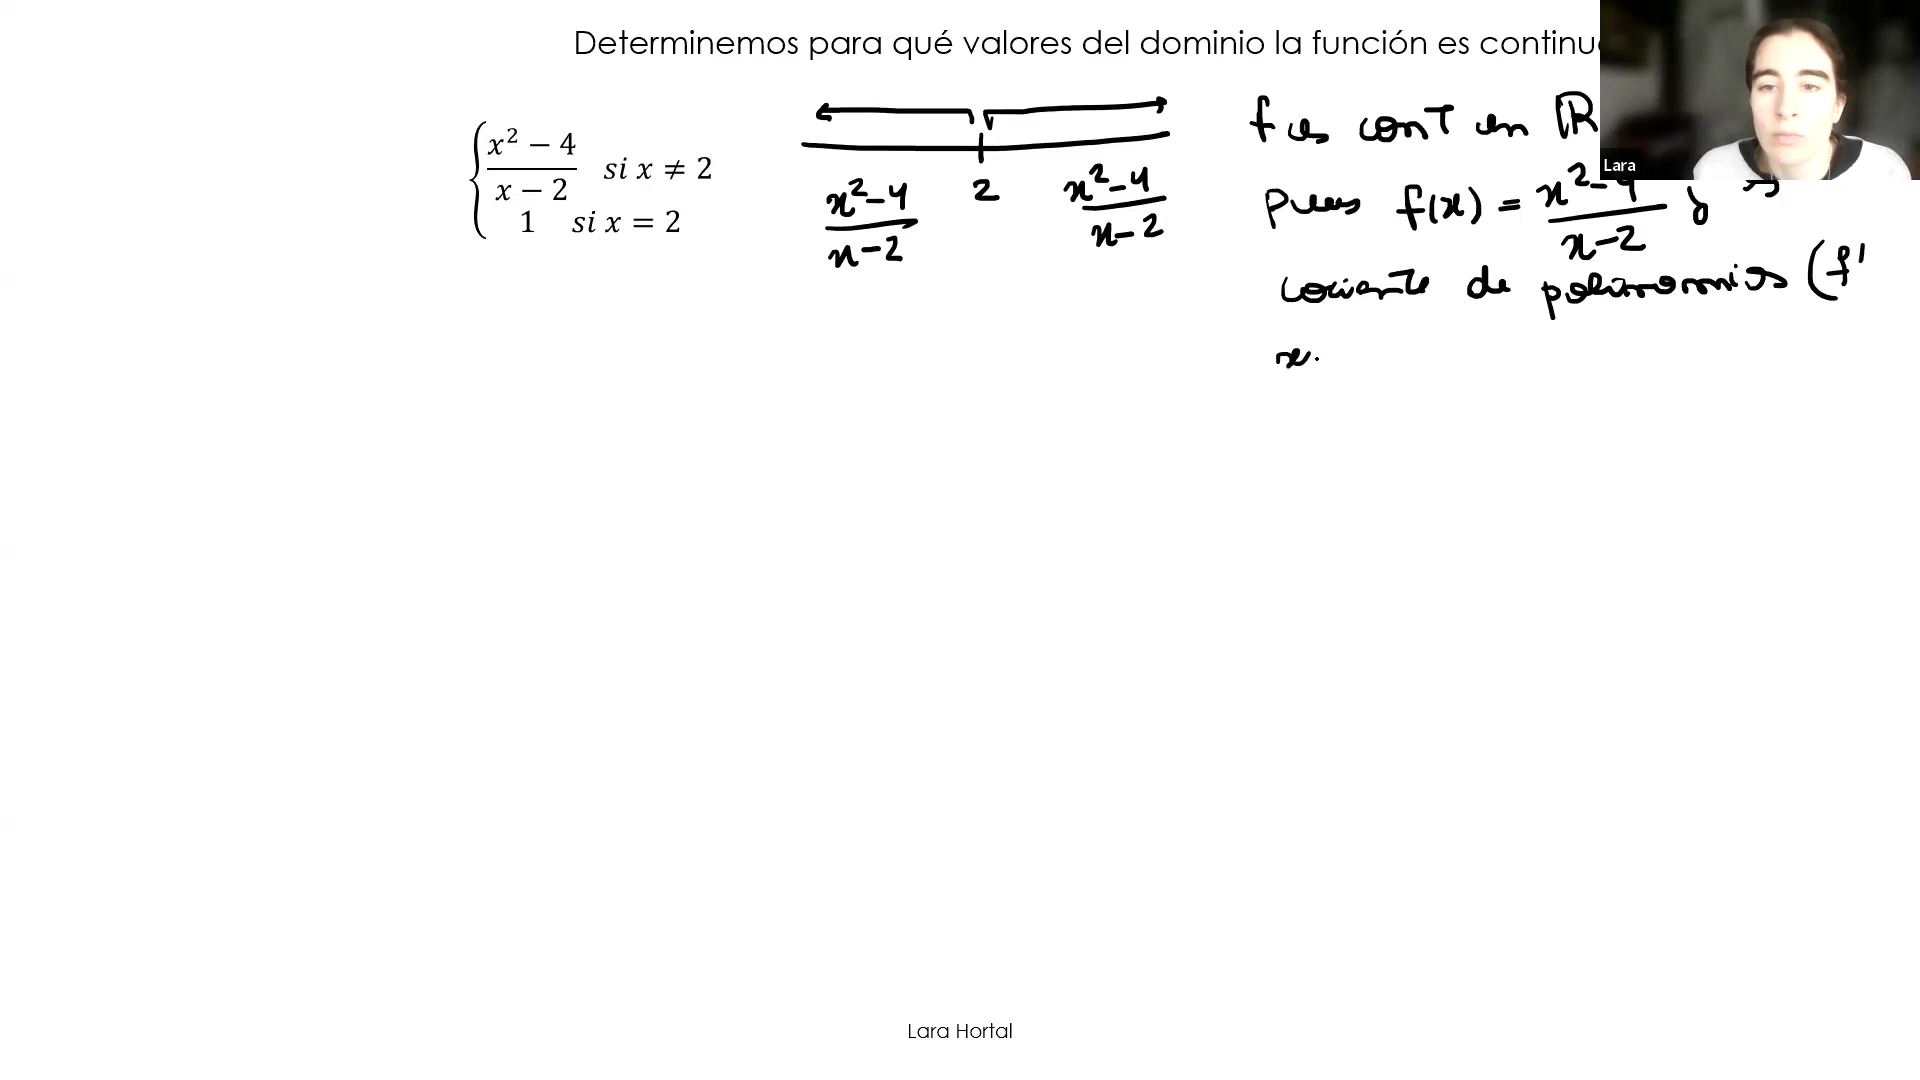 Determinemos para qué valores del dominio la función es continu
Lara
x² − 4
x − 2
si x ≠ 2
1 si x = 2
2
x²−4
x−2
x²−4
x−2
f es cont en ℝ
pues f(x) = x²−4
x−2
y es
cociente de polinomios (f
x.
Lara Hortal